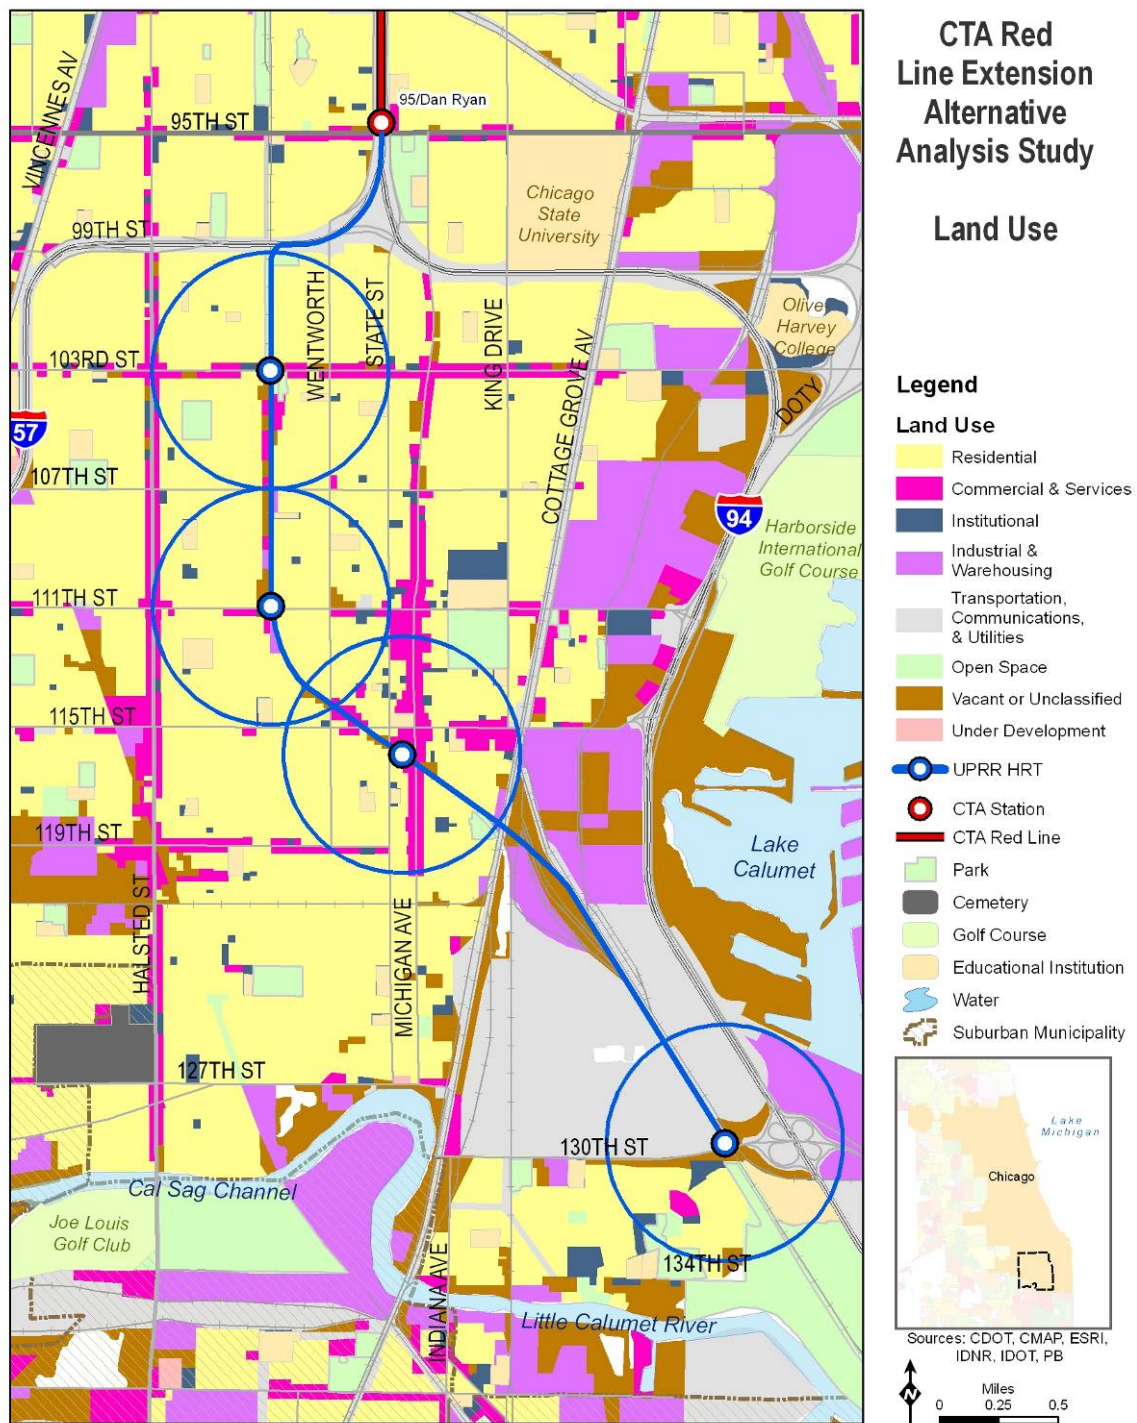 CTA Red
Line Extension
Alternative
Analysis Study
Land Use
VINCENNES AV
95/Dan Ryan
95TH ST
Chicago
State
University
99TH ST
WENTWORTH
STATE ST
KING DRIVE
COTTAGE GROVE AV
Olive
Harvey
College
103RD ST
DOTY
57
107TH ST
94
Harborside
International
Golf Course
111TH ST
115TH ST
119TH ST
Lake
Calumet
HALSTED ST
MICHIGAN AVE
127TH ST
130TH ST
Cal Sag Channel
Joe Louis
Golf Club
134TH ST
INDIANA AVE
Little Calumet River
Legend
Land Use
Residential
Commercial & Services
Institutional
Industrial &
Warehousing
Transportation,
Communications,
& Utilities
Open Space
Vacant or Unclassified
Under Development
UPRR HRT
CTA Station
CTA Red Line
Park
Cemetery
Golf Course
Educational Institution
Water
Suburban Municipality
Lake
Michigan
Chicago
Sources: CDOT, CMAP, ESRI,
IDNR, IDOT, PB
N
Miles
0 0.25 0.5